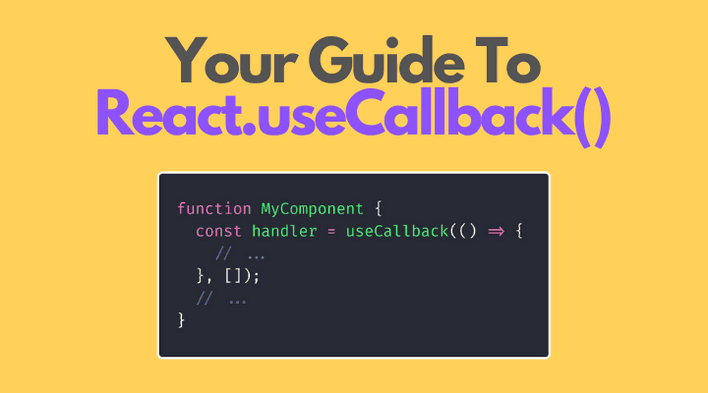 Your Guide To
React.useCallback()
function MyComponent {
  const handler = useCallback(() => {
    // ...
  }, []);
  // ...
}